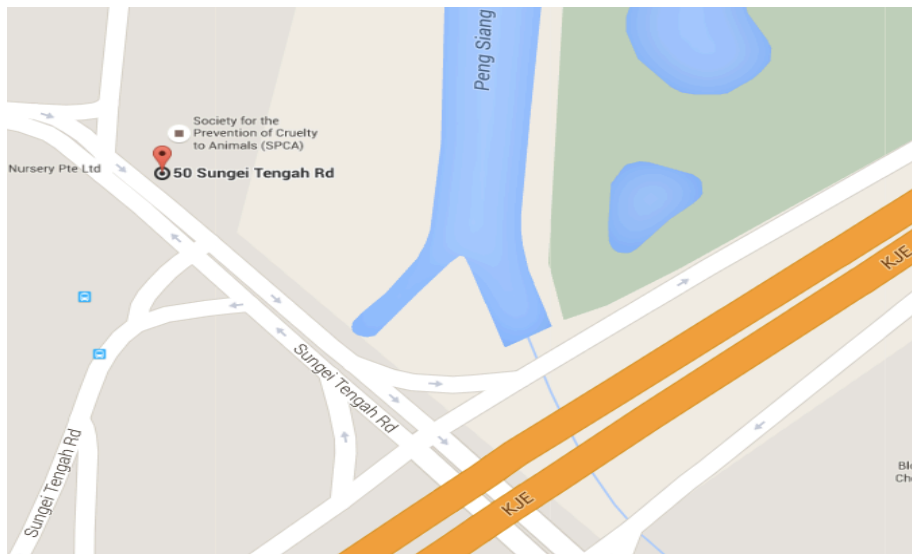 Peng Siang
Society for the
Prevention of Cruelty
to Animals (SPCA)
Nursery Pte Ltd
50 Sungei Tengah Rd
KJE
Sungei Tengah Rd
Sungei Tengah Rd
KJE